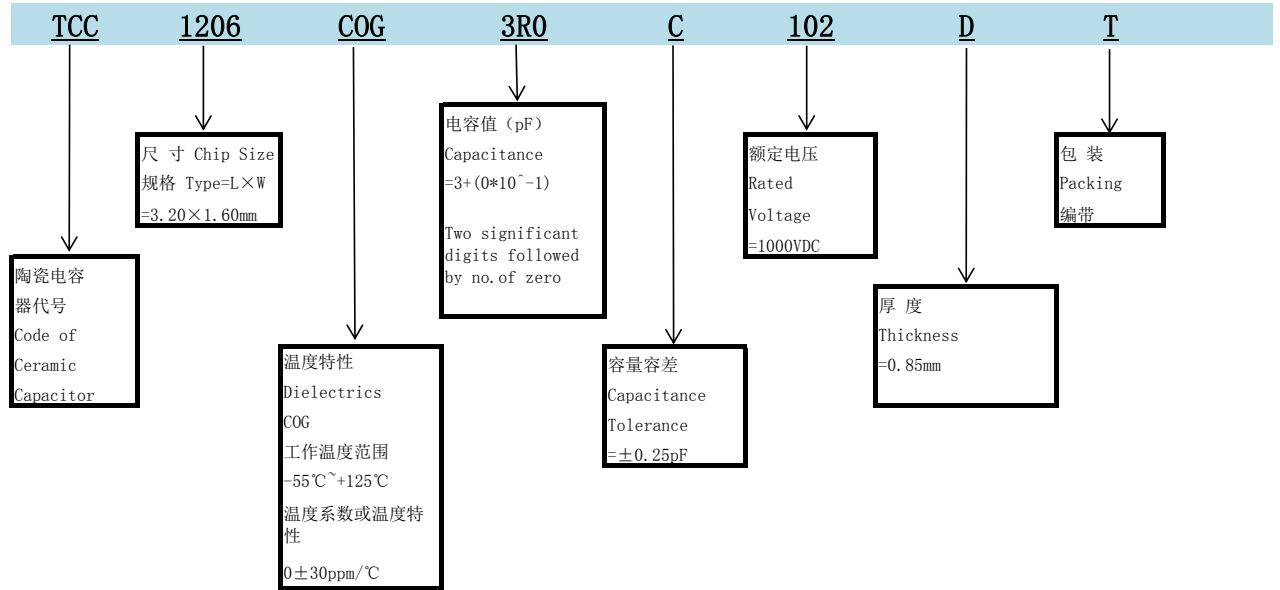 TCC 1206 COG 3R0 C 102 D T
陶瓷电容
器代号
Code of
Ceramic
Capacitor
尺 寸 Chip Size
规格 Type=L×W
=3.20×1.60mm
温度特性
Dielectrics
COG
工作温度范围
-55℃~+125℃
温度系数或温度特
性
0±30ppm/℃
电容值（pF）
Capacitance
=3+(0*10^-1)
Two significant
digits followed
by no.of zero
容量容差
Capacitance
Tolerance
=±0.25pF
额定电压
Rated
Voltage
=1000VDC
厚 度
Thickness
=0.85mm
包 装
Packing
编带